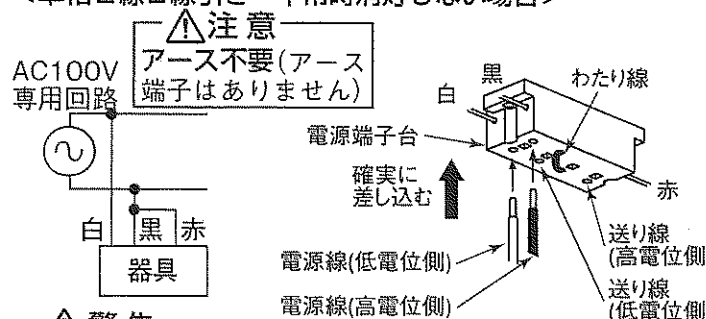 ⚠注意
アース不要(アース
端子はありません)
AC100V
専用回路
白 黒 赤
器具
黒
白
わたり線
電源端子台
確実に
差し込む
赤
電源線(低電位側)
電源線(高電位側)
送り線
(高電位側
送り線
(低電位側